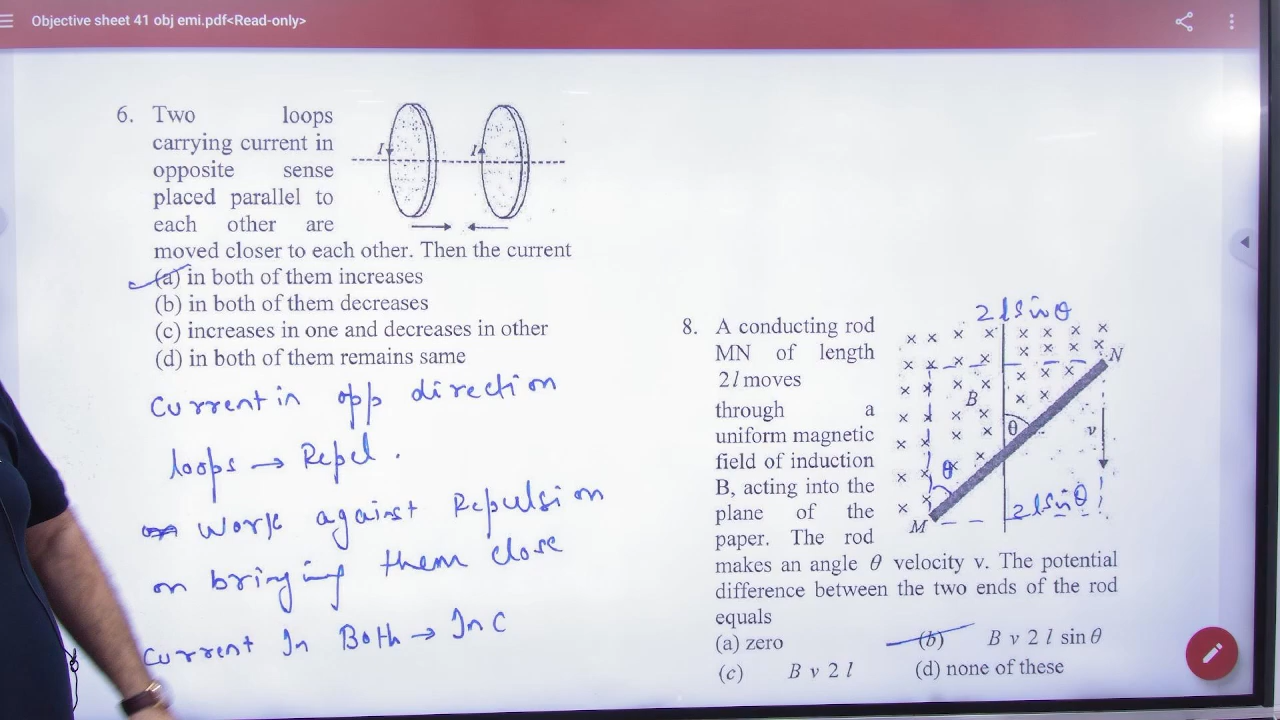 Objective sheet 41 obj emi.pdf<Read-only>
6. Two loops
carrying current in
opposite sense
placed parallel to
each other are
moved closer to each other. Then the current
(a) in both of them increases
(b) in both of them decreases
(c) increases in one and decreases in other
(d) in both of them remains same
I
I
Current in opp direction
loops → Repel.
Work against Repulsion
on bringing them close
Current In Both → Inc
8. A conducting rod
MN of length
2l moves
through a
uniform magnetic
field of induction
B, acting into the
plane of the
paper. The rod
makes an angle θ velocity v. The potential
difference between the two ends of the rod
equals
(a) zero
(b) B v 2 l sin θ
(c) B v 2 l
(d) none of these
2lsinθ
N
B
θ
v
θ
M
2lsinθ